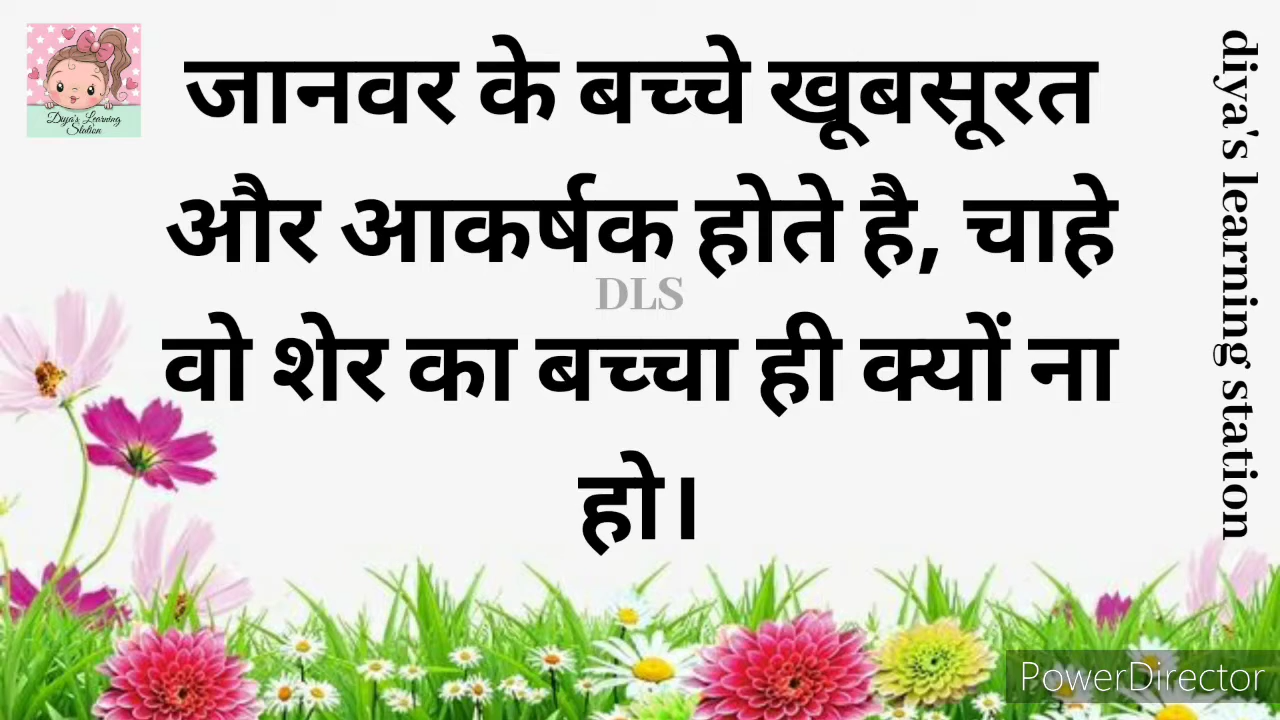 जानवर के बच्चे खूबसूरत
और आकर्षक होते है, चाहे
DLS
वो शेर का बच्चा ही क्यों ना
हो।
Diya's Learning
Station
diya's learning station
PowerDirector